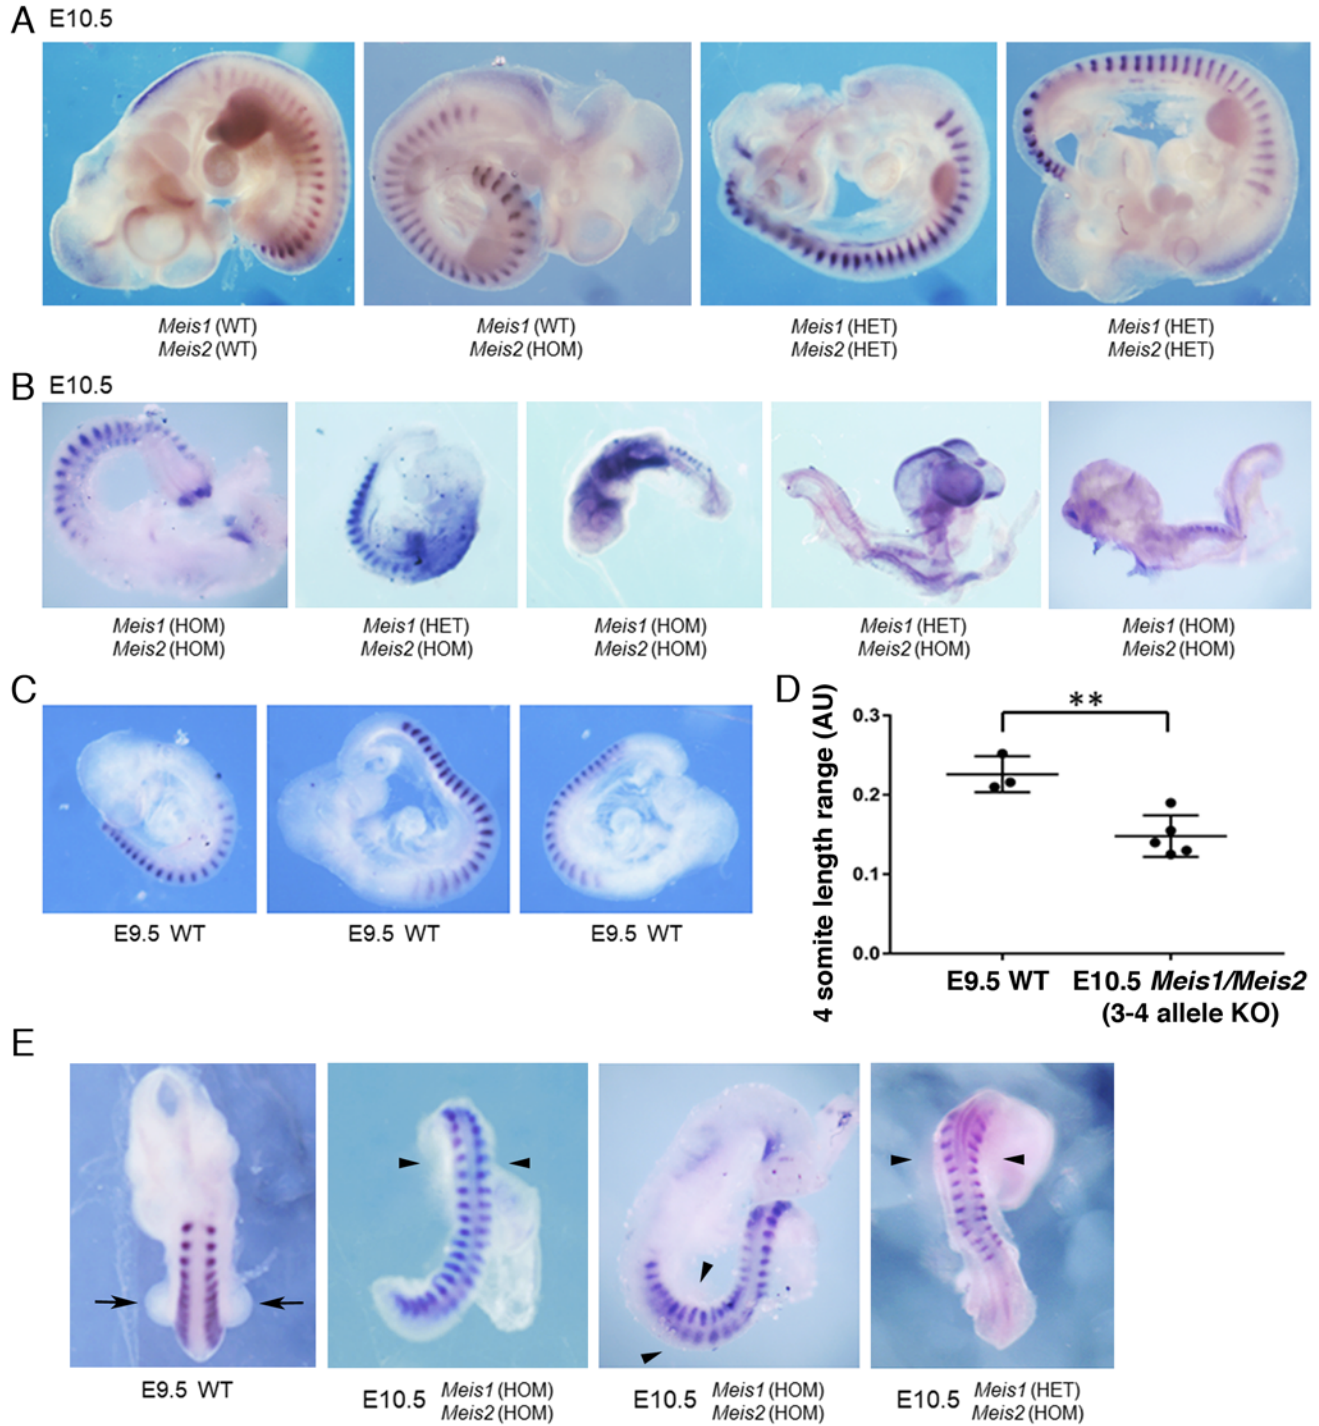 A E10.5
Meis1 (WT)
Meis2 (WT)
Meis1 (WT)
Meis2 (HOM)
Meis1 (HET)
Meis2 (HET)
Meis1 (HET)
Meis2 (HET)
B E10.5
Meis1 (HOM)
Meis2 (HOM)
Meis1 (HET)
Meis2 (HOM)
Meis1 (HOM)
Meis2 (HOM)
Meis1 (HET)
Meis2 (HOM)
Meis1 (HOM)
Meis2 (HOM)
C
E9.5 WT
E9.5 WT
E9.5 WT
D
4 somite length range (AU)
0.3
0.2
0.1
0.0
**
E9.5 WT
E10.5 Meis1/Meis2
(3-4 allele KO)
E
E9.5 WT
E10.5 Meis1 (HOM)
Meis2 (HOM)
E10.5 Meis1 (HOM)
Meis2 (HOM)
E10.5 Meis1 (HET)
Meis2 (HOM)